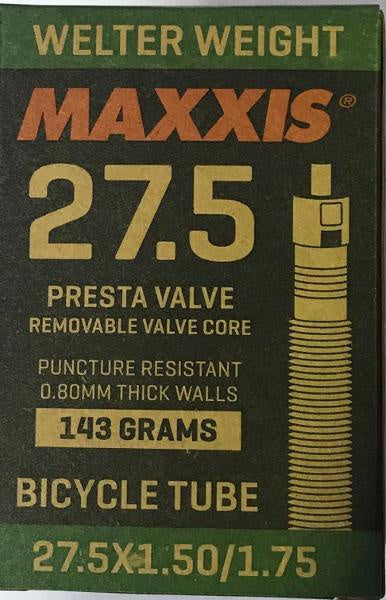 WELTER WEIGHT
MAXXIS®
27.5
PRESTA VALVE
REMOVABLE VALVE CORE
PUNCTURE RESISTANT
0.80MM THICK WALLS
143 GRAMS
BICYCLE TUBE
27.5X1.50/1.75